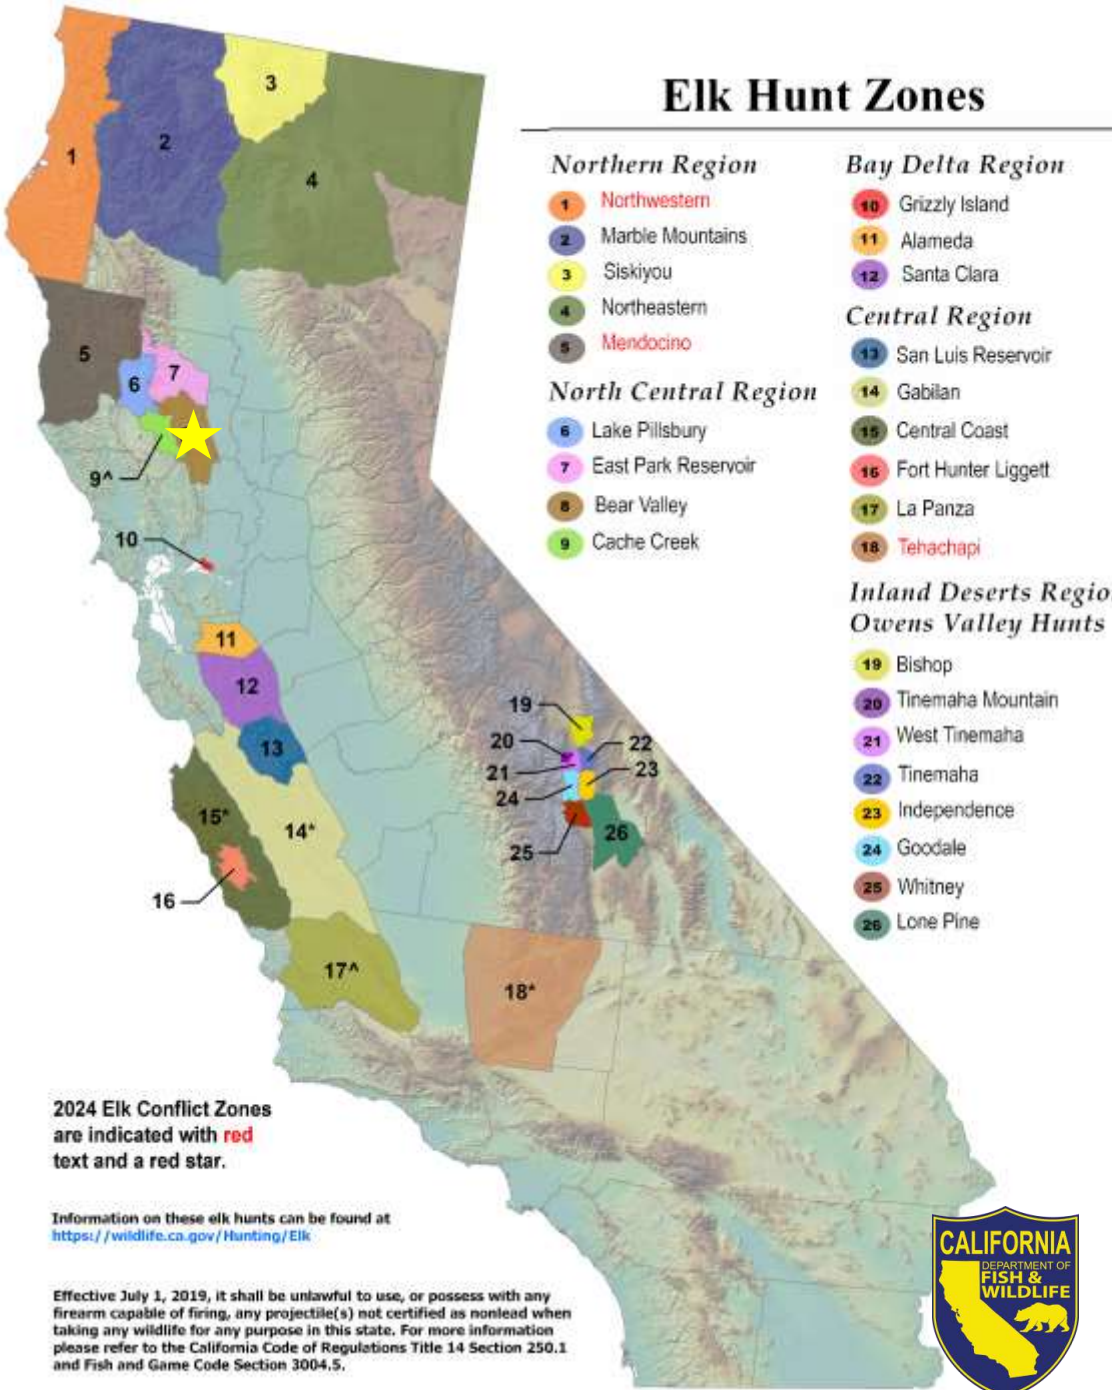 Elk Hunt Zones
Northern Region
1 Northwestern
2 Marble Mountains
3 Siskiyou
4 Northeastern
5 Mendocino
North Central Region
6 Lake Pillsbury
7 East Park Reservoir
8 Bear Valley
9 Cache Creek
Bay Delta Region
10 Grizzly Island
11 Alameda
12 Santa Clara
Central Region
13 San Luis Reservoir
14 Gabilan
15 Central Coast
16 Fort Hunter Liggett
17 La Panza
18 Tehachapi
Inland Deserts Regio
Owens Valley Hunts
19 Bishop
20 Tinemaha Mountain
21 West Tinemaha
22 Tinemaha
23 Independence
24 Goodale
25 Whitney
26 Lone Pine
1
2
3
4
5
6
7
9^
10
11
12
13
14*
15*
16
17^
18*
19
20
21
22
23
24
25
26
2024 Elk Conflict Zones
are indicated with red
text and a red star.
Information on these elk hunts can be found at
https://wildlife.ca.gov/Hunting/Elk
Effective July 1, 2019, it shall be unlawful to use, or possess with any
firearm capable of firing, any projectile(s) not certified as nonlead when
taking any wildlife for any purpose in this state. For more information
please refer to the California Code of Regulations Title 14 Section 250.1
and Fish and Game Code Section 3004.5.
CALIFORNIA
DEPARTMENT OF
FISH &
WILDLIFE